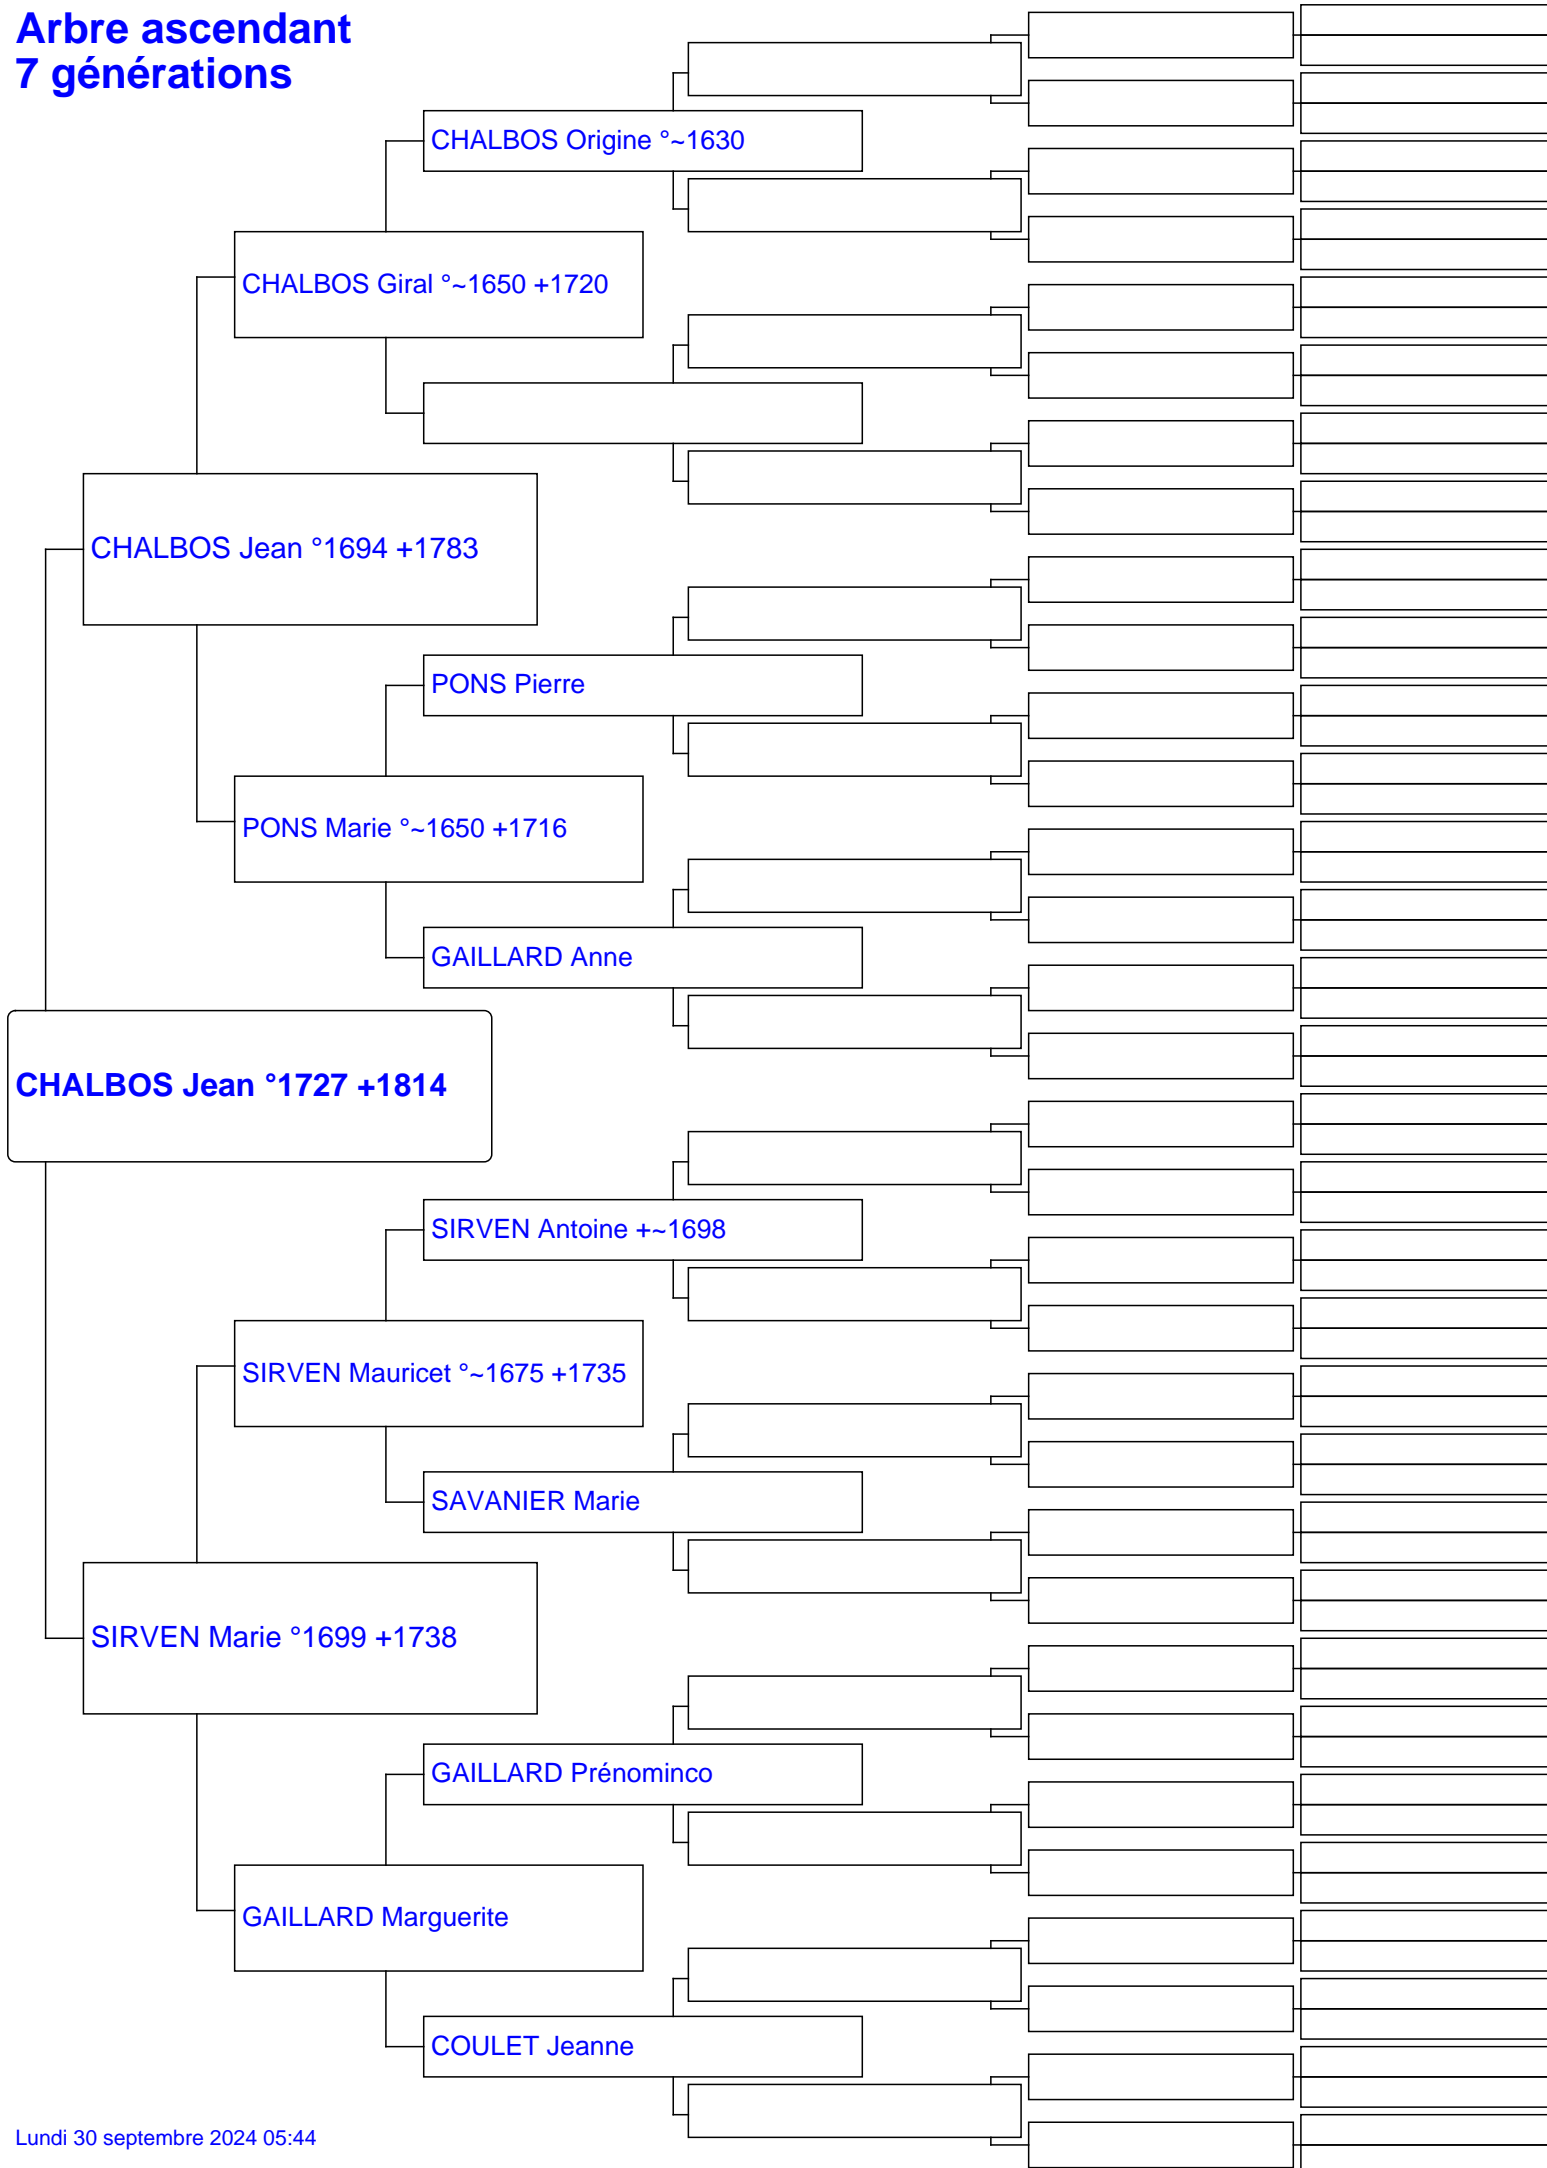 Arbre ascendant
7 générations
CHALBOS Origine °~1630
CHALBOS Giral °~1650 +1720
CHALBOS Jean °1694 +1783
PONS Pierre
PONS Marie °~1650 +1716
GAILLARD Anne
CHALBOS Jean °1727 +1814
SIRVEN Antoine +~1698
SIRVEN Mauricet °~1675 +1735
SAVANIER Marie
SIRVEN Marie °1699 +1738
GAILLARD Prénominco
GAILLARD Marguerite
COULET Jeanne
Lundi 30 septembre 2024 05:44